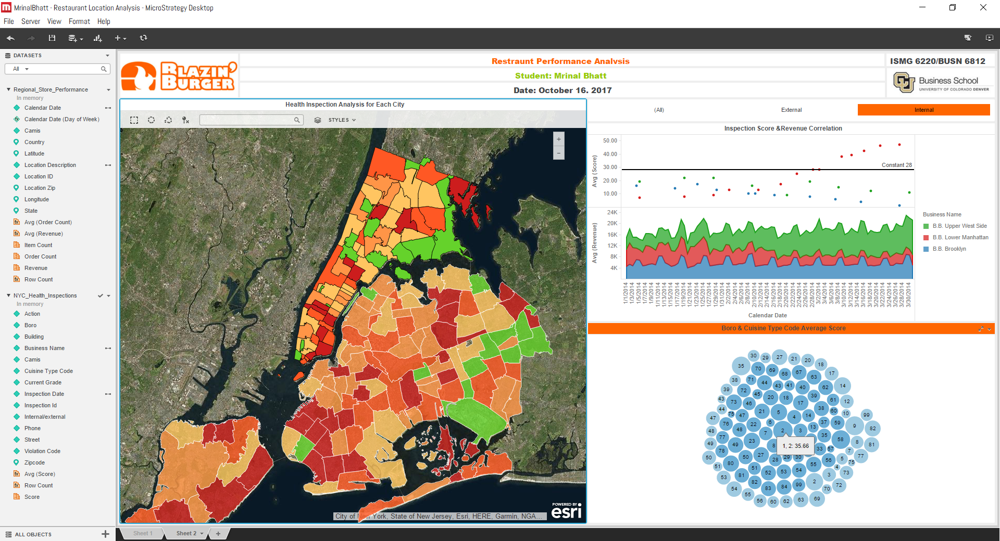 MrinalBhatt - Restaurant Location Analysis - MicroStrategy Desktop
File Server View Format Help
DATASETS
All
Regional_Store_Performance
In memory
Calendar Date
Calendar Date (Day of Week)
Camis
Country
Latitude
Location Description
Location ID
Location Zip
Longitude
State
Avg (Order Count)
Avg (Revenue)
Item Count
Order Count
Revenue
Row Count
NYC_Health_Inspections
In memory
Action
Boro
Building
Business Name
Camis
Cuisine Type Code
Current Grade
Inspection Date
Inspection Id
Internal/external
Phone
Street
Violation Code
Zipcode
Avg (Score)
Row Count
Score
ALL OBJECTS
BLAZIN'
BURGER
Restraunt Performance Analvsis
Student: Mrinal Bhatt
Date: October 16. 2017
ISMG 6220/BUSN 6812
CU
Business School
UNIVERSITY OF COLORADO DENVER
Health Inspection Analysis for Each City
STYLES
+
−
City of New York, State of New Jersey, Esri, HERE, Garmin, NGA...
POWERED BY
esri
(All) External Internal
Inspection Score &Revenue Correlation
Avg (Score)
50.00
40.00
30.00
20.00
10.00
Constant 28
Avg (Revenue)
24K
20K
16K
12K
8K
4K
1/1/2014
1/3/2014
1/5/2014
1/7/2014
1/9/2014
1/11/2014
1/13/2014
1/15/2014
1/17/2014
1/19/2014
1/21/2014
1/23/2014
1/25/2014
1/27/2014
1/29/2014
1/31/2014
2/2/2014
2/4/2014
2/6/2014
2/8/2014
2/10/2014
2/12/2014
2/14/2014
2/16/2014
2/18/2014
2/20/2014
2/22/2014
2/24/2014
2/26/2014
2/28/2014
3/2/2014
3/4/2014
3/6/2014
3/8/2014
3/10/2014
3/12/2014
3/14/2014
3/16/2014
3/18/2014
3/20/2014
3/22/2014
3/24/2014
3/26/2014
3/28/2014
3/30/2014
Calendar Date
Business Name
B.B. Upper West Side
B.B. Lower Manhattan
B.B. Brooklyn
Boro & Cuisine Type Code Average Score
30 29 27 21 20 18
35 70 69 68 67 63 17
38 71 44 43 41 40 62 14
39 72 45 20 18 39 61 12
43 73 46 17 38 60 10 99
44 75 47 21 5 4 14 37 59
47 76 22 6 2 3 13 9 82
48 77 48 7 35 58
49 49 23 8 1, 2: 35.66 33 57 8 81
50 78 50 27 28 29 30 56 5 7 77
51 80 51 52 53 54 55 4 75
53 81 82 83 84 99 2 3 73
54 55 56 60 62 63 69 70 72
Sheet 1 Sheet 2 +